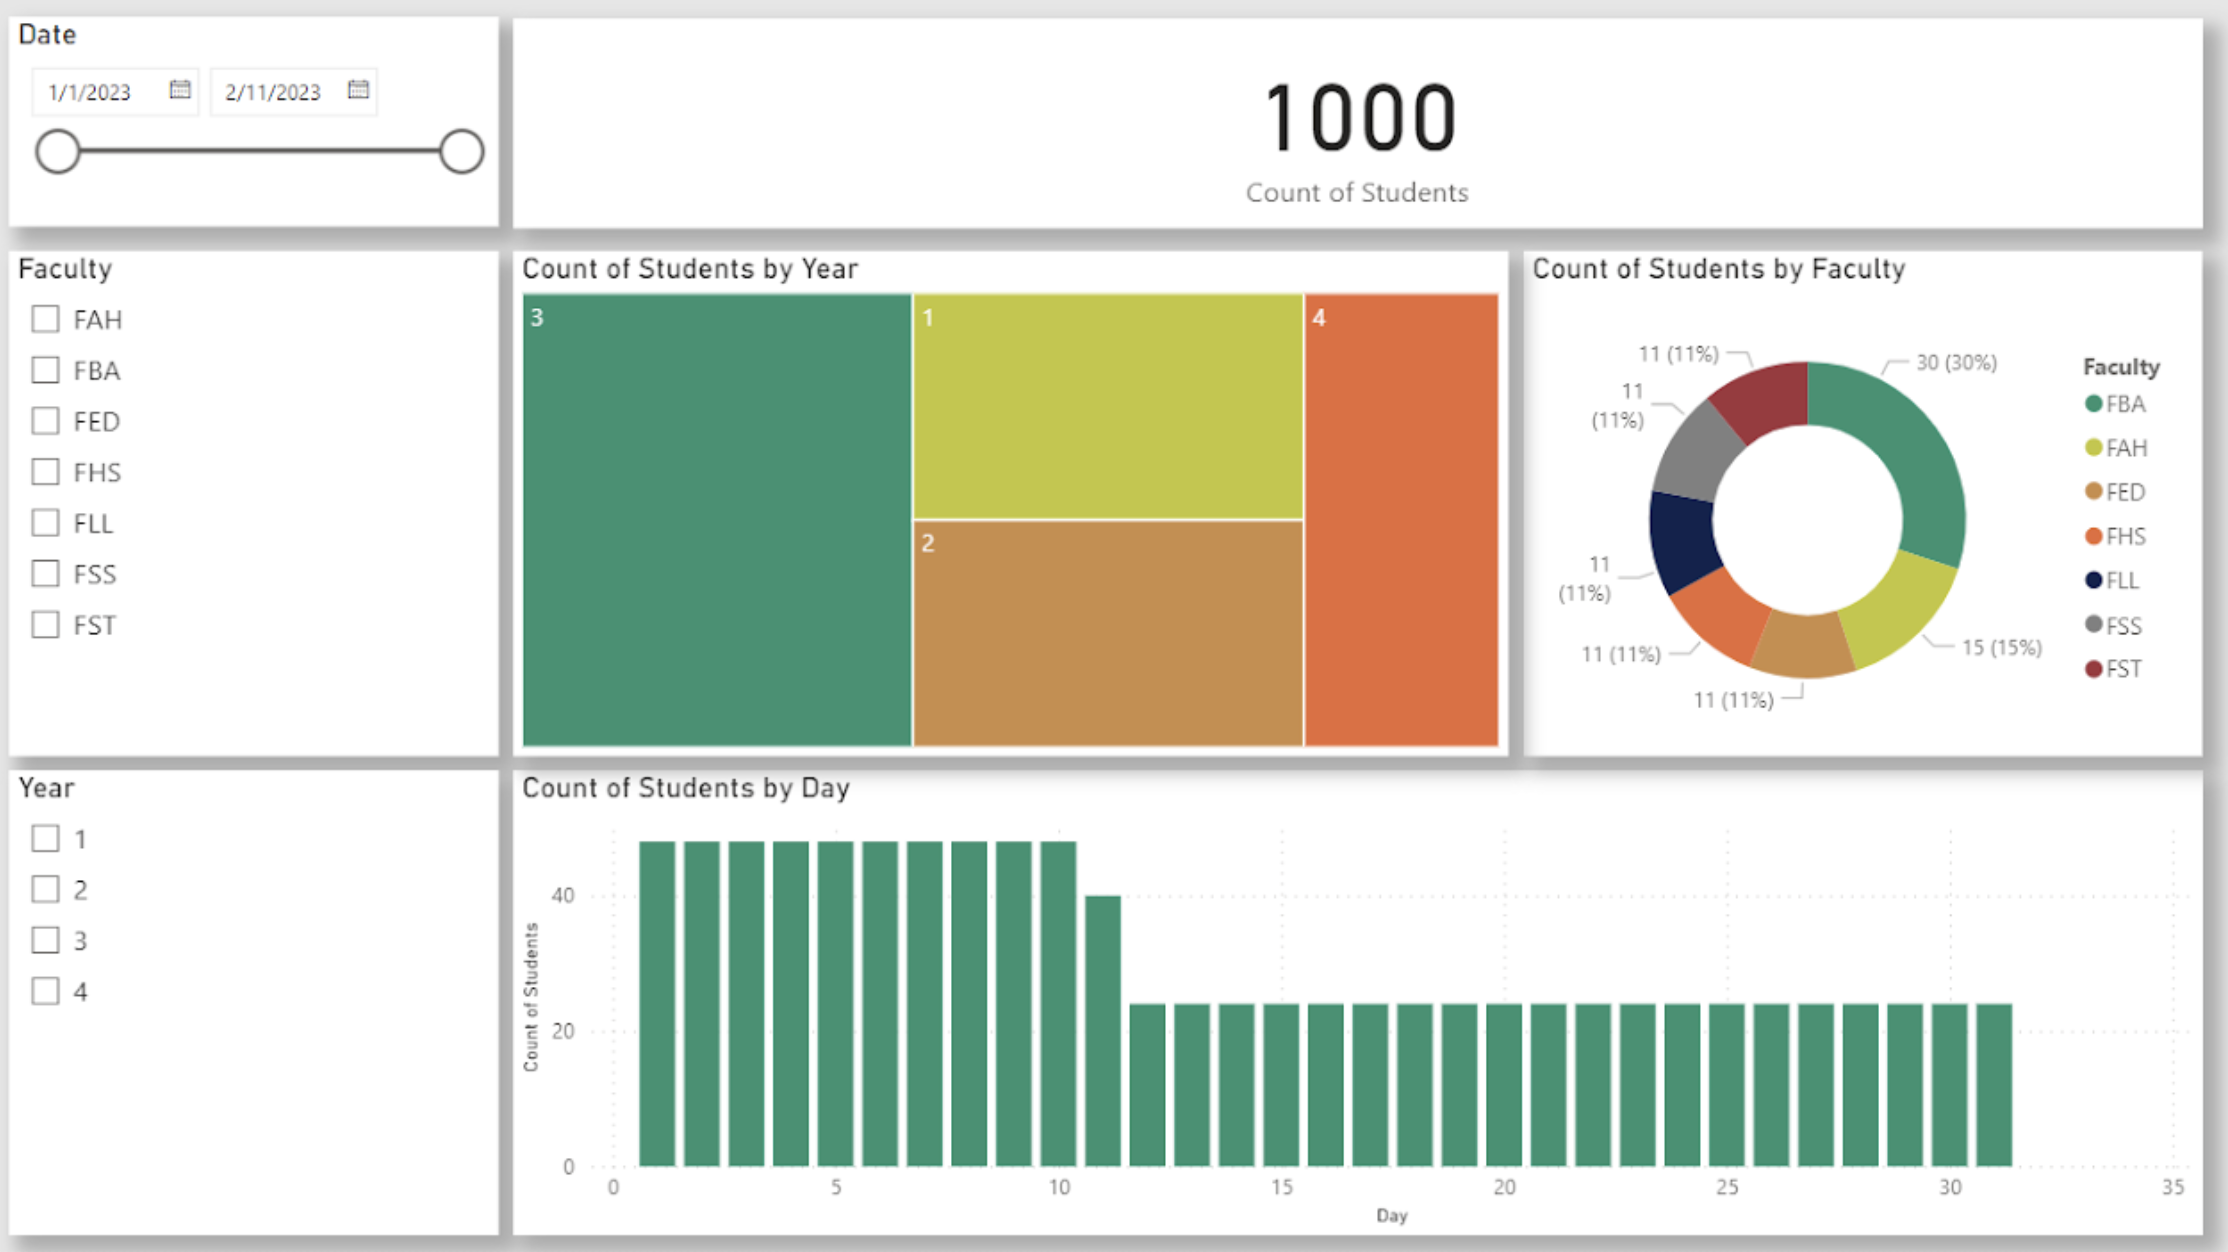 Date
1/1/2023
2/11/2023
1000
Count of Students
Faculty
FAH
FBA
FED
FHS
FLL
FSS
FST
Count of Students by Year
3
1
4
2
Count of Students by Faculty
11 (11%)
30 (30%)
11
(11%)
11
(11%)
11 (11%)
15 (15%)
11 (11%)
Faculty
FBA
FAH
FED
FHS
FLL
FSS
FST
Year
1
2
3
4
Count of Students by Day
Count of Students
40
20
0
0 5 10 15 20 25 30 35
Day